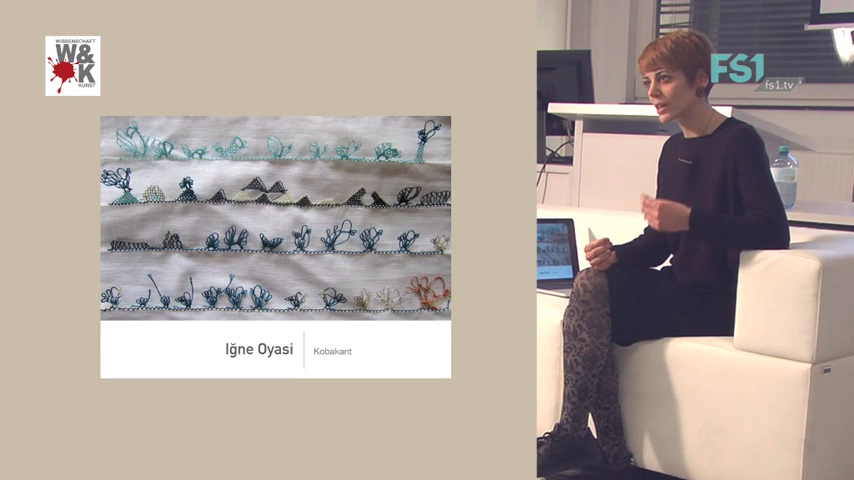 WISSENSCHAFT
W&
K
KUNST
FS1
fs1.tv
Iğne Oyasi
Kobakant